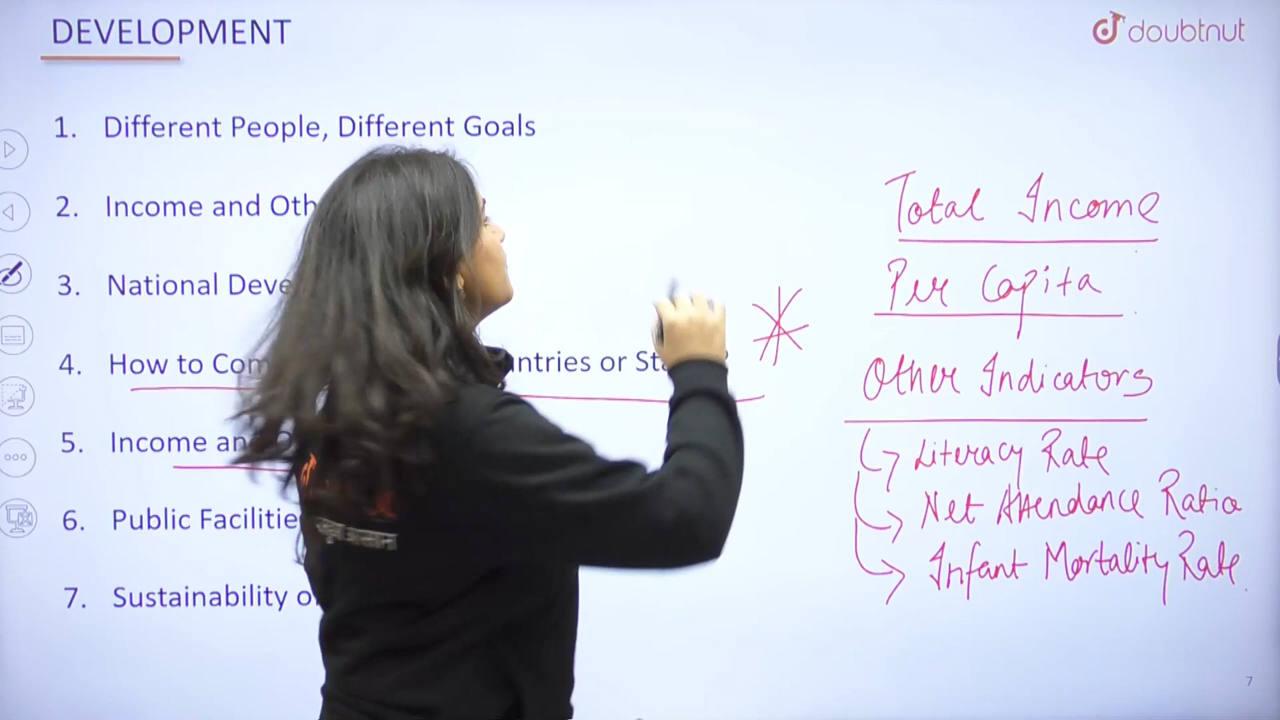 DEVELOPMENT
doubtnut
1. Different People, Different Goals
2. Income and Oth
3. National Deve
4. How to Com ntries or St
5. Income an
6. Public Facilitie
7. Sustainability o
Total Income
Per Capita
Other Indicators
Literacy Rate
Net Attendance Ratio
Infant Mortality Rate
7